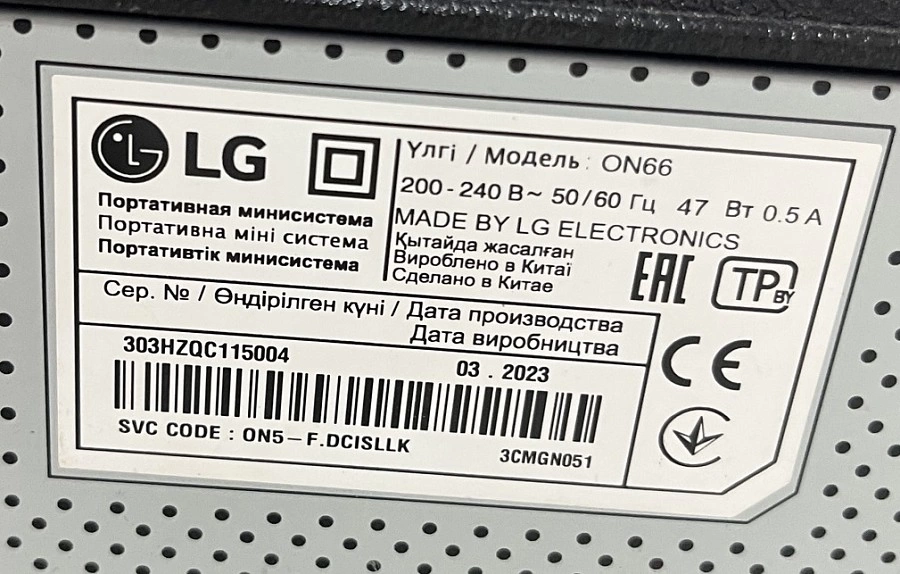 LG
Портативная минисистема
Портативна міні система
Портативтік минисистема
Үлгі / Модель : ON66
200 - 240 В~ 50/60 Гц 47 Вт 0.5 А
MADE BY LG ELECTRONICS
Қытайда жасалған
Вироблено в Китаї
Сделано в Китае
EAC
TP BY
Сер. № / Өндірілген күні / Дата производства
Дата виробництва
CE
303HZQC115004
03 . 2023
SVC CODE : ON5-F.DCISLLK
3CMGN051